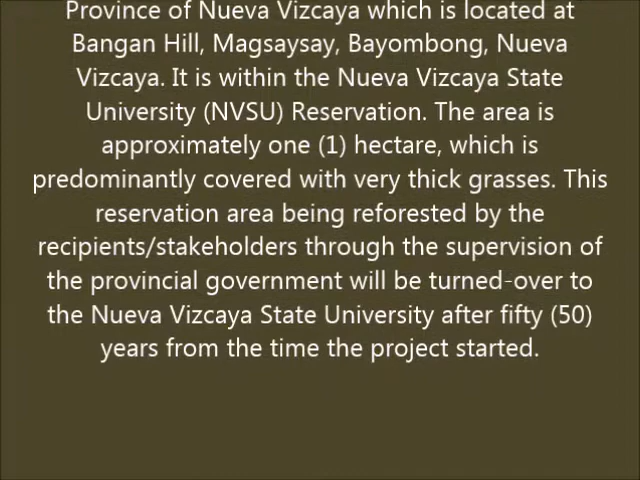 Province of Nueva Vizcaya which is located at
Bangan Hill, Magsaysay, Bayombong, Nueva
Vizcaya. It is within the Nueva Vizcaya State
University (NVSU) Reservation. The area is
approximately one (1) hectare, which is
predominantly covered with very thick grasses. This
reservation area being reforested by the
recipients/stakeholders through the supervision of
the provincial government will be turned-over to
the Nueva Vizcaya State University after fifty (50)
years from the time the project started.